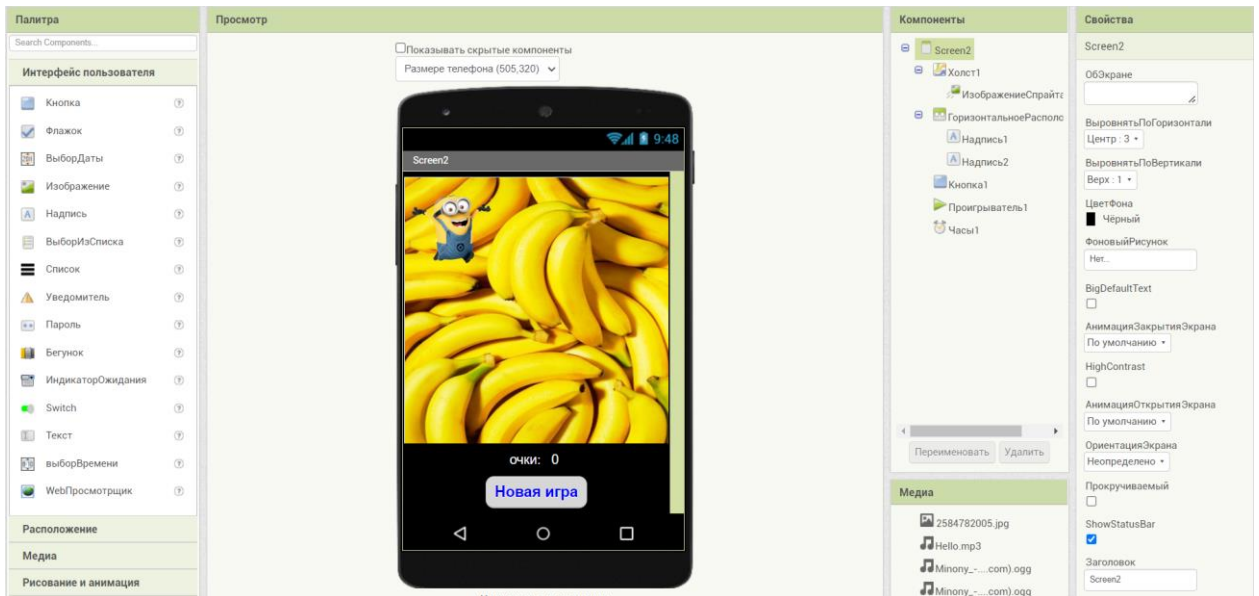 Палитра
Search Components...
Интерфейс пользователя
Кнопка
Флажок
ВыборДаты
Изображение
Надпись
ВыборИзСписка
Список
Уведомитель
Пароль
Бегунок
ИндикаторОжидания
Switch
Текст
выборВремени
WebПросмотрщик
Расположение
Медиа
Рисование и анимация
Просмотр
Показывать скрытые компоненты
Размере телефона (505,320)
9:48
Screen2
очки: 0
Новая игра
Компоненты
Screen2
Холст1
ИзображениеСпрайта
ГоризонтальноеРасполо
Надпись1
Надпись2
Кнопка1
Проигрыватель1
Часы1
Переименовать Удалить
Медиа
2584782005.jpg
Hello.mp3
Minony_-....com).ogg
Minony_-....com).ogg
Свойства
Screen2
ОбЭкране
ВыровнятьПоГоризонтали
Центр : 3
ВыровнятьПоВертикали
Верх : 1
ЦветФона
Чёрный
ФоновыйРисунок
Нет...
BigDefaultText
АнимацияЗакрытияЭкрана
По умолчанию
HighContrast
АнимацияОткрытияЭкрана
По умолчанию
ОриентацияЭкрана
Неопределено
Прокручиваемый
ShowStatusBar
Заголовок
Screen2